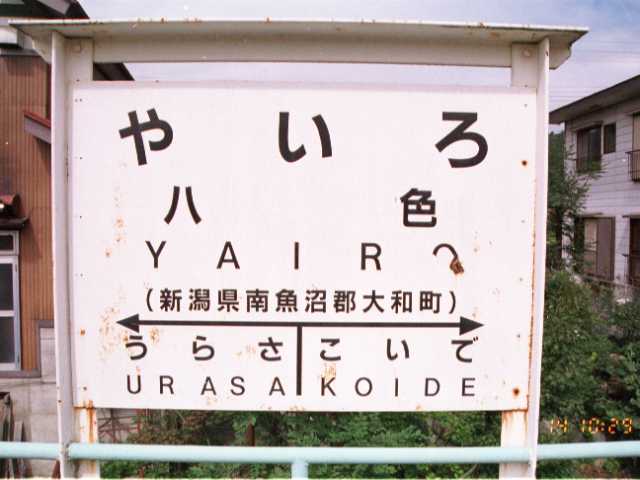 やいろ
八色
YAIRO
(新潟県南魚沼郡大和町)
うらさ こいで
URASA KOIDE
14 10:29